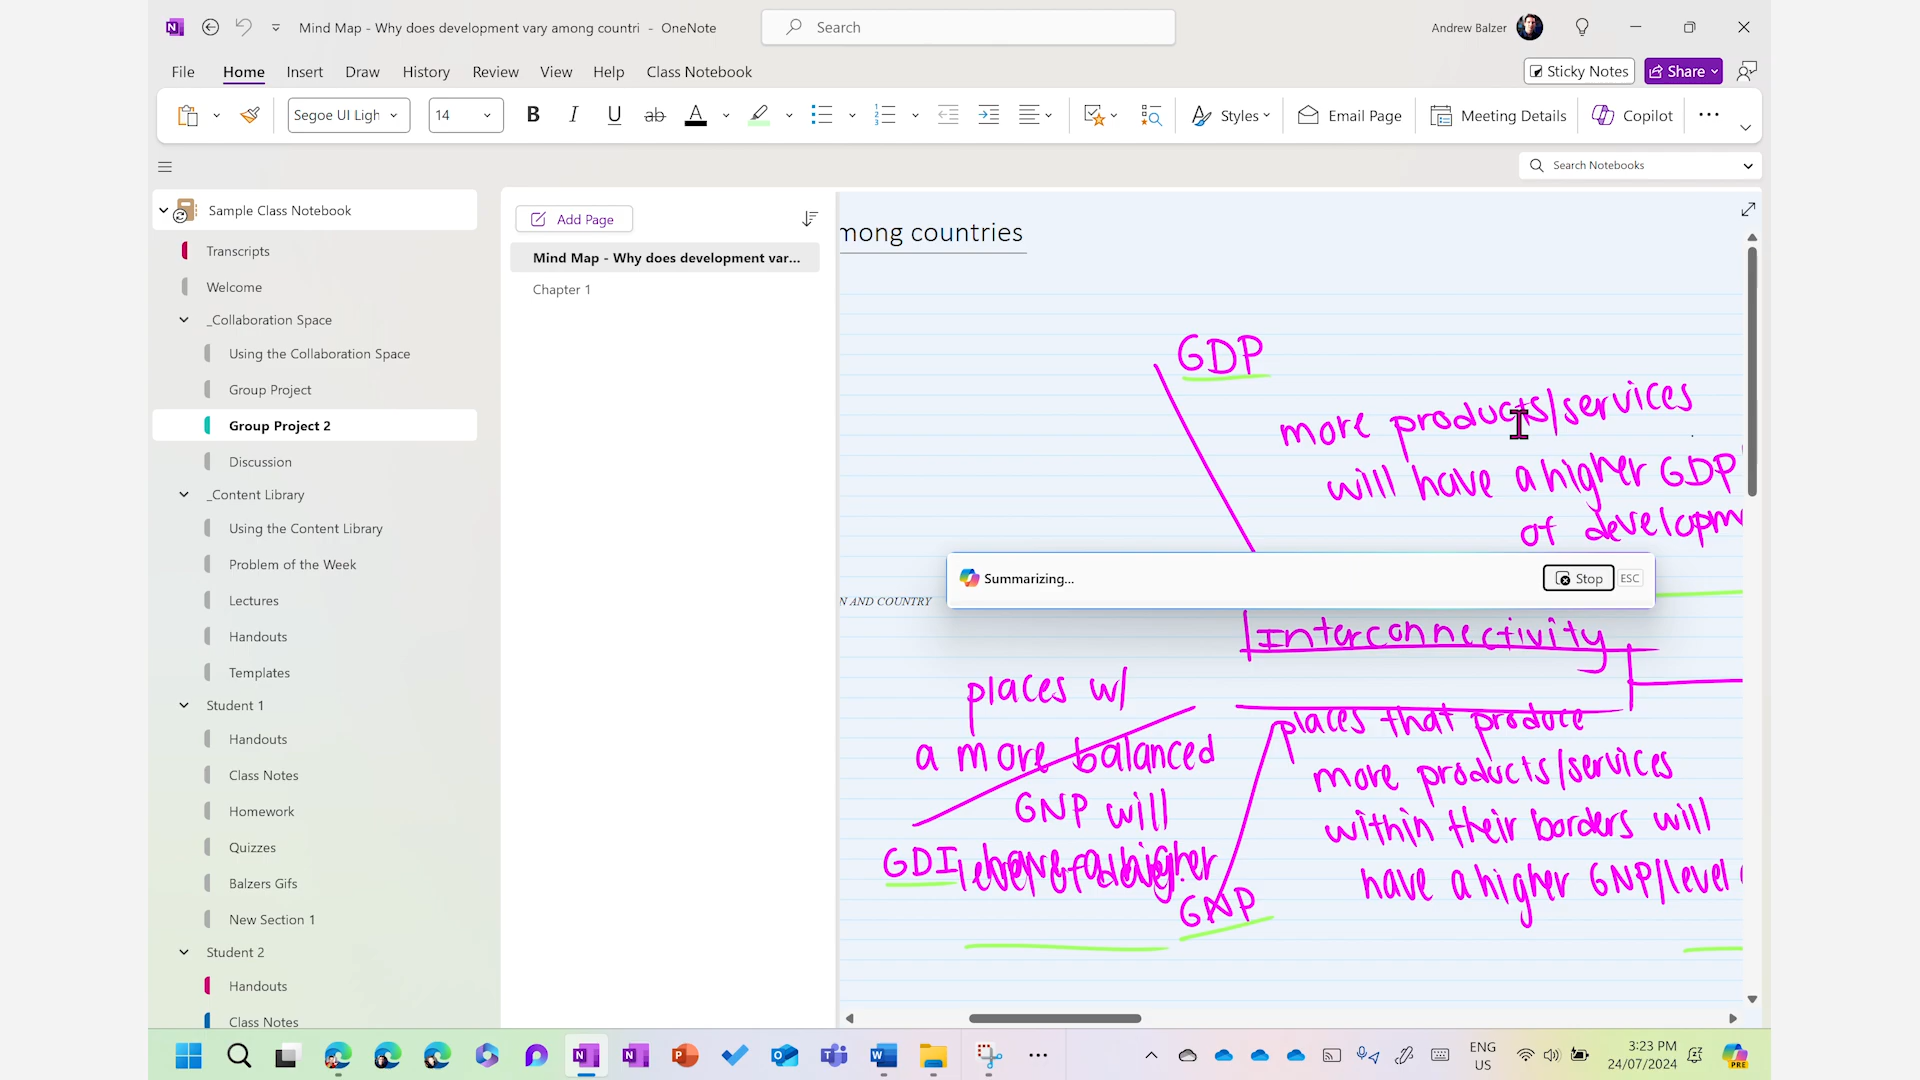 Mind Map - Why does development vary among countri - OneNote
Search
Andrew Balzer
File Home Insert Draw History Review View Help Class Notebook
Sticky Notes
Share
Segoe UI Ligh
14
B I U ab A
Styles
Email Page
Meeting Details
Copilot
Search Notebooks
Sample Class Notebook
Transcripts
Welcome
_Collaboration Space
Using the Collaboration Space
Group Project
Group Project 2
Discussion
_Content Library
Using the Content Library
Problem of the Week
Lectures
Handouts
Templates
Student 1
Handouts
Class Notes
Homework
Quizzes
Balzers Gifs
New Section 1
Student 2
Handouts
Class Notes
Add Page
Mind Map - Why does development var...
Chapter 1
mong countries
GDP
more products/services
will have a higher GDP
of developm
Summarizing...
Stop
ESC
N AND COUNTRY
Interconnectivity
places w/
a more balanced
GNP will
GDI
have a higher
GNP
places that produce
more products/services
within their borders will
have a higher GNP/level
ENG
US
3:23 PM
24/07/2024
PRE